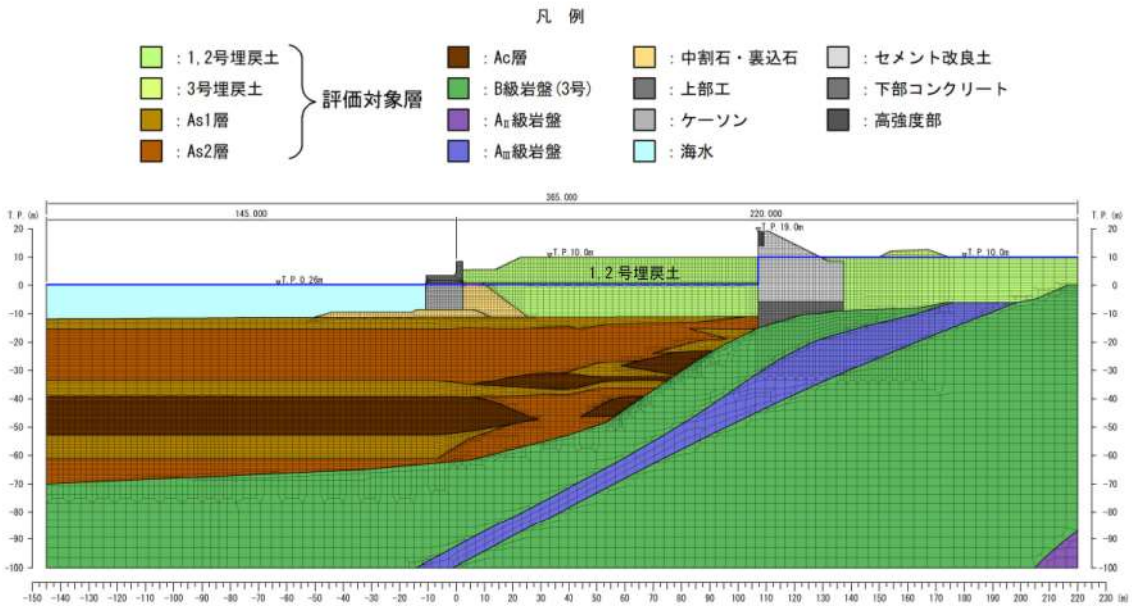 凡 例
: 1,2号埋戻土
: 3号埋戻土
: As1層
: As2層
評価対象層
: Ac層
: B級岩盤(3号)
: AⅡ級岩盤
: AⅢ級岩盤
: 中割石・裏込石
: 上部工
: ケーソン
: 海水
: セメント改良土
: 下部コンクリート
: 高強度部
365.000
T.P.(m) 145.000 220.000 T.P.(m)
20 T.P.19.0m 20
10 T.P.10.0m T.P.10.0m 10
1,2号埋戻土
0 T.P.0.26m 0
-10 -10
-20 -20
-30 -30
-40 -40
-50 -50
-60 -60
-70 -70
-80 -80
-90 -90
-100 -100
-150 -140 -130 -120 -110 -100 -90 -80 -70 -60 -50 -40 -30 -20 -10 0 10 20 30 40 50 60 70 80 90 100 110 120 130 140 150 160 170 180 190 200 210 220 (m)